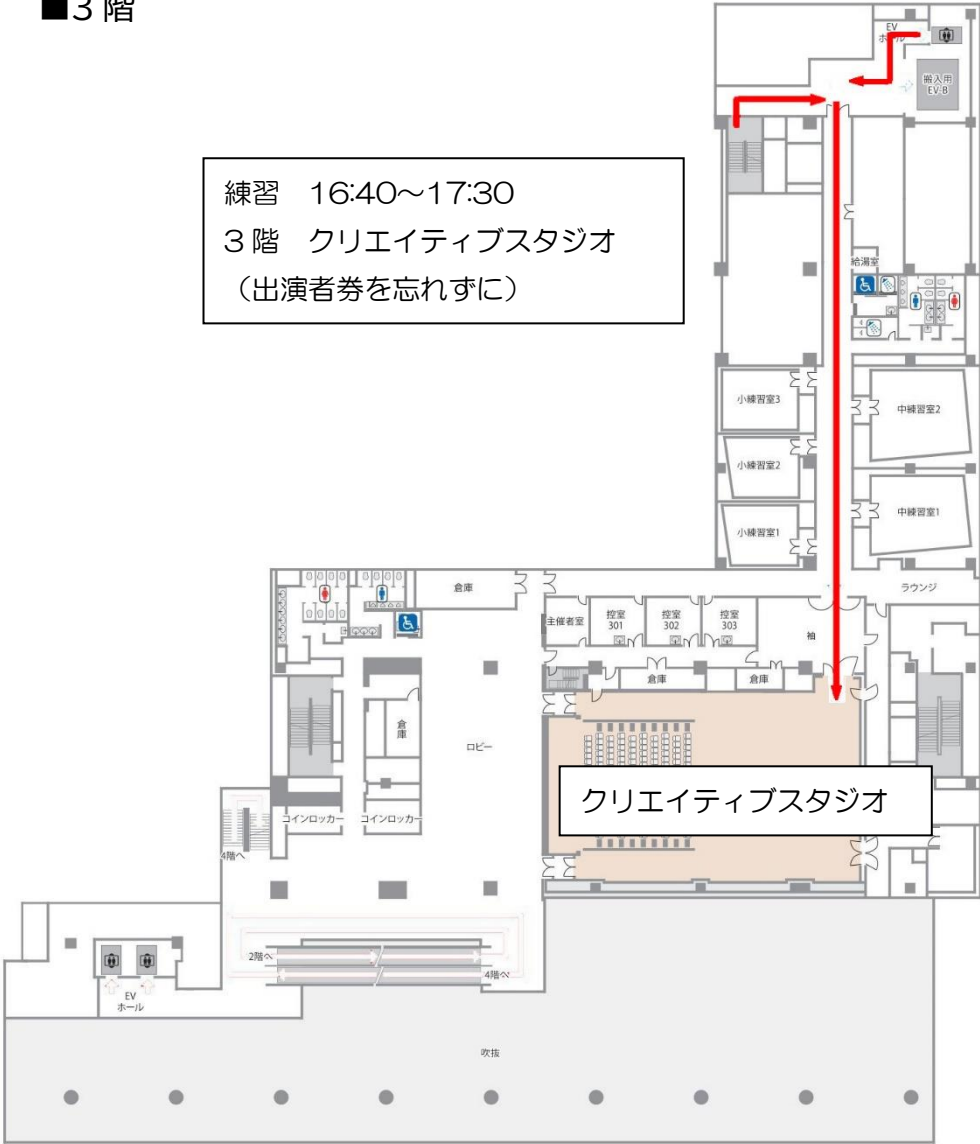 ■3 階
EV
ホール
搬入用
EV-B
練習　16:40～17:30
３階　クリエイティブスタジオ
（出演者券を忘れずに）
給湯室
小練習室3
中練習室2
小練習室2
小練習室1
中練習室1
ラウンジ
倉庫
主催者室
控室
301
控室
302
控室
303
袖
倉庫
倉庫
倉庫
ロビー
クリエイティブスタジオ
コインロッカー
コインロッカー
4階へ
2階へ
4階へ
EV
ホール
吹抜